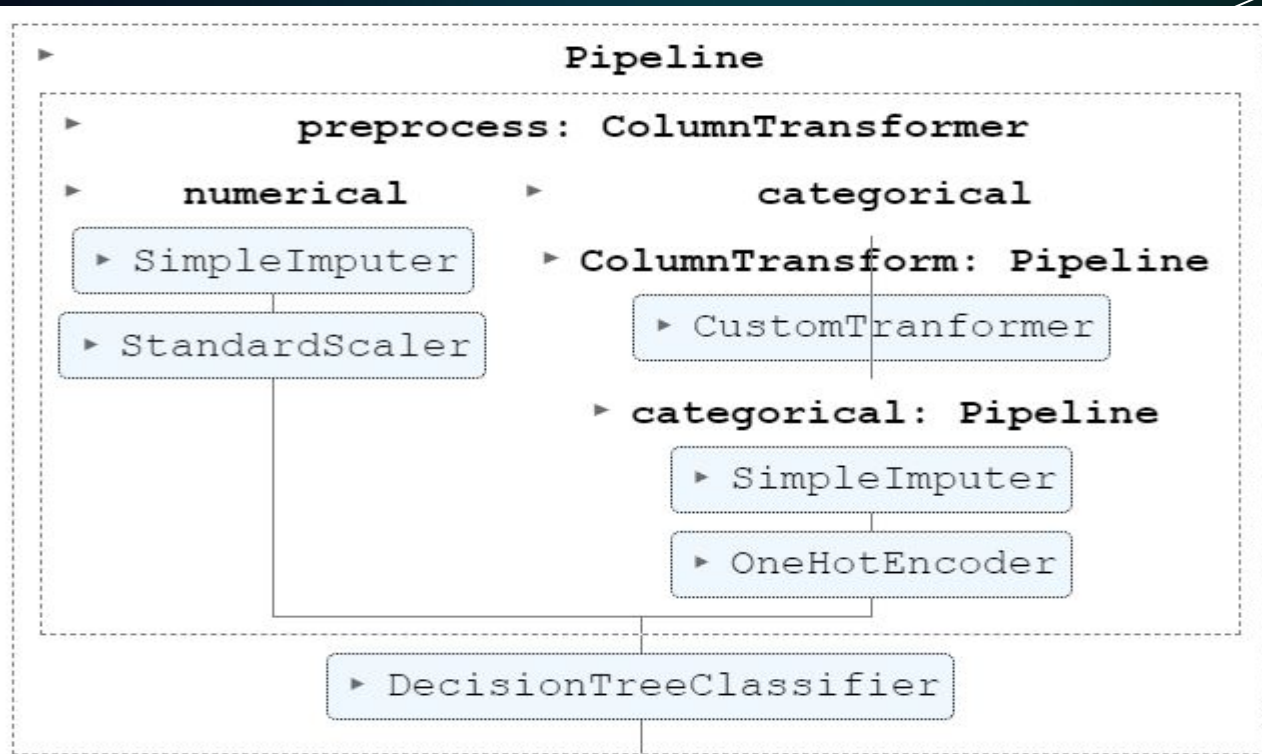 Pipeline
preprocess: ColumnTransformer
numerical
categorical
SimpleImputer
ColumnTransform: Pipeline
StandardScaler
CustomTranformer
categorical: Pipeline
SimpleImputer
OneHotEncoder
DecisionTreeClassifier